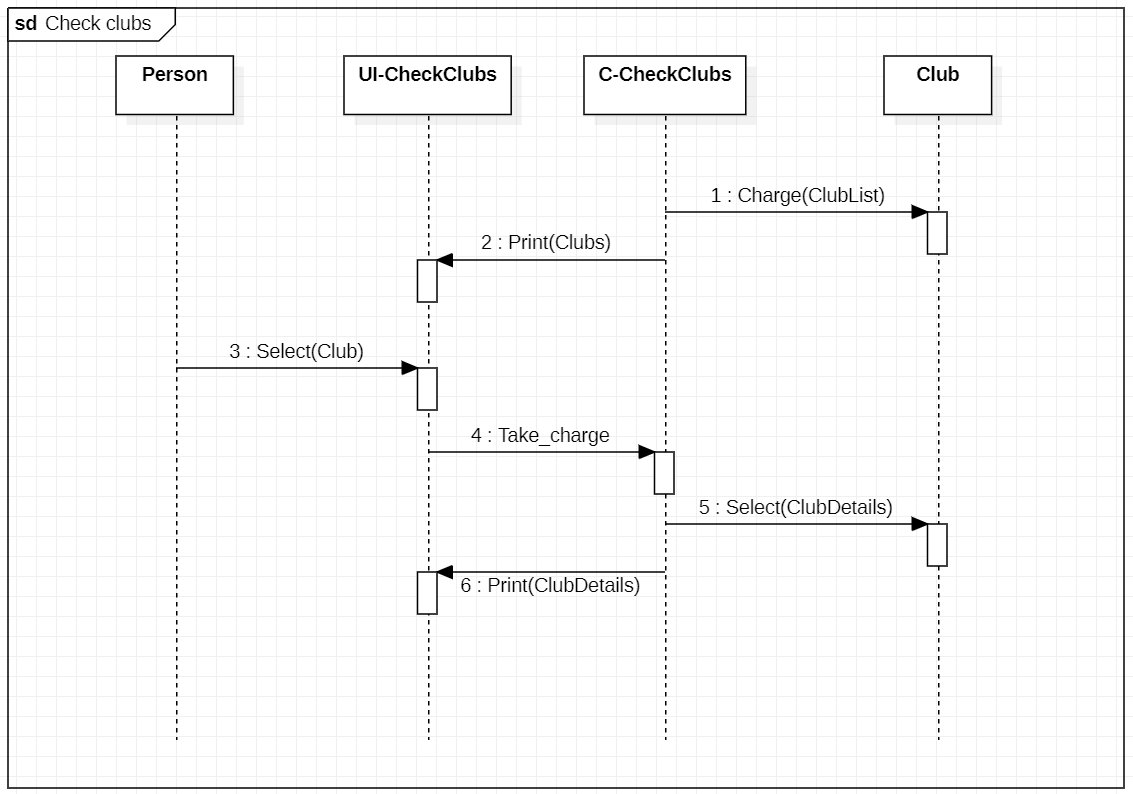 sd Check clubs
Person
UI-CheckClubs
C-CheckClubs
Club
1 : Charge(ClubList)
2 : Print(Clubs)
3 : Select(Club)
4 : Take_charge
5 : Select(ClubDetails)
6 : Print(ClubDetails)